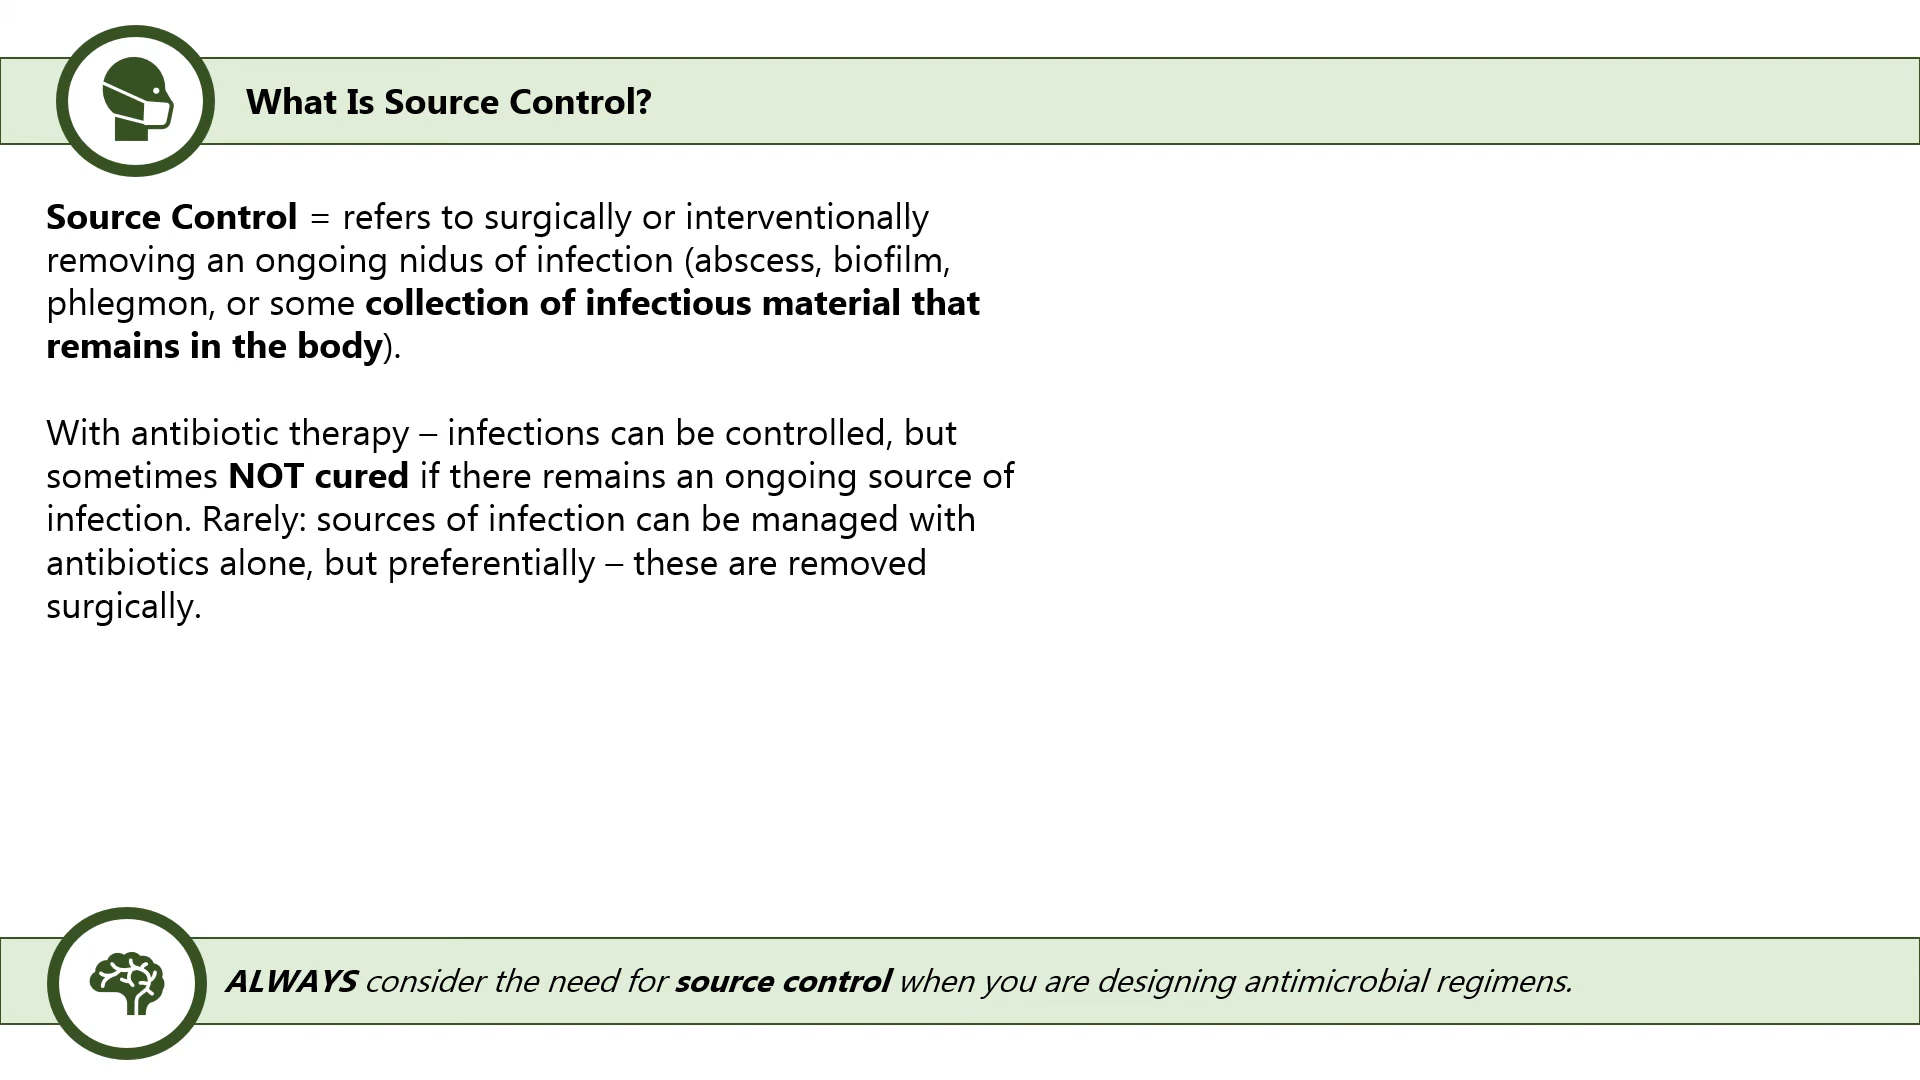 What Is Source Control?
Source Control = refers to surgically or interventionally
removing an ongoing nidus of infection (abscess, biofilm,
phlegmon, or some collection of infectious material that
remains in the body).
With antibiotic therapy – infections can be controlled, but
sometimes NOT cured if there remains an ongoing source of
infection. Rarely: sources of infection can be managed with
antibiotics alone, but preferentially – these are removed
surgically.
ALWAYS consider the need for source control when you are designing antimicrobial regimens.